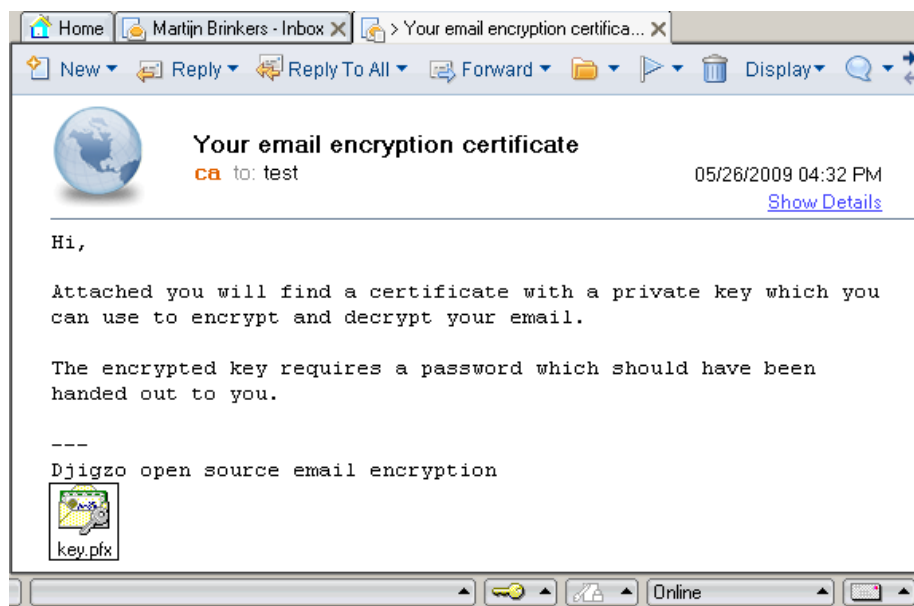 Home Martijn Brinkers - Inbox > Your email encryption certifica...
New Reply Reply To All Forward Display
Your email encryption certificate
ca to: test 05/26/2009 04:32 PM
Show Details
Hi,
Attached you will find a certificate with a private key which you
can use to encrypt and decrypt your email.
The encrypted key requires a password which should have been
handed out to you.
---
Djigzo open source email encryption
key.pfx
Online